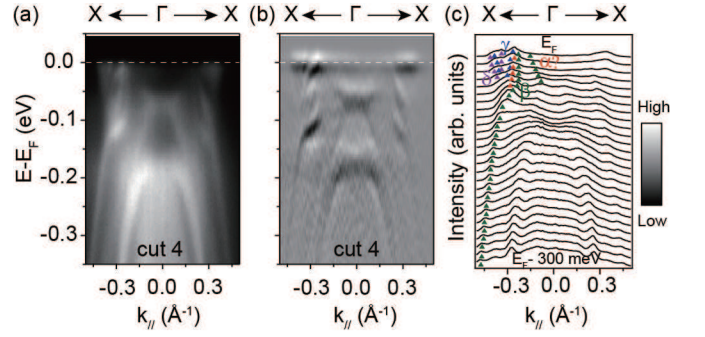 (a) X ← Γ → X
(b) X ← Γ → X
(c) X ← Γ → X
E-E_F (eV)
0.0
-0.1
-0.2
-0.3
cut 4
-0.3 0.0 0.3
k_// (Å⁻¹)
cut 4
-0.3 0.0 0.3
k_// (Å⁻¹)
Intensity (arb. units)
γ
E_F
α?
δ
β
E_F- 300 meV
-0.3 0.0 0.3
k_// (Å⁻¹)
High
Low